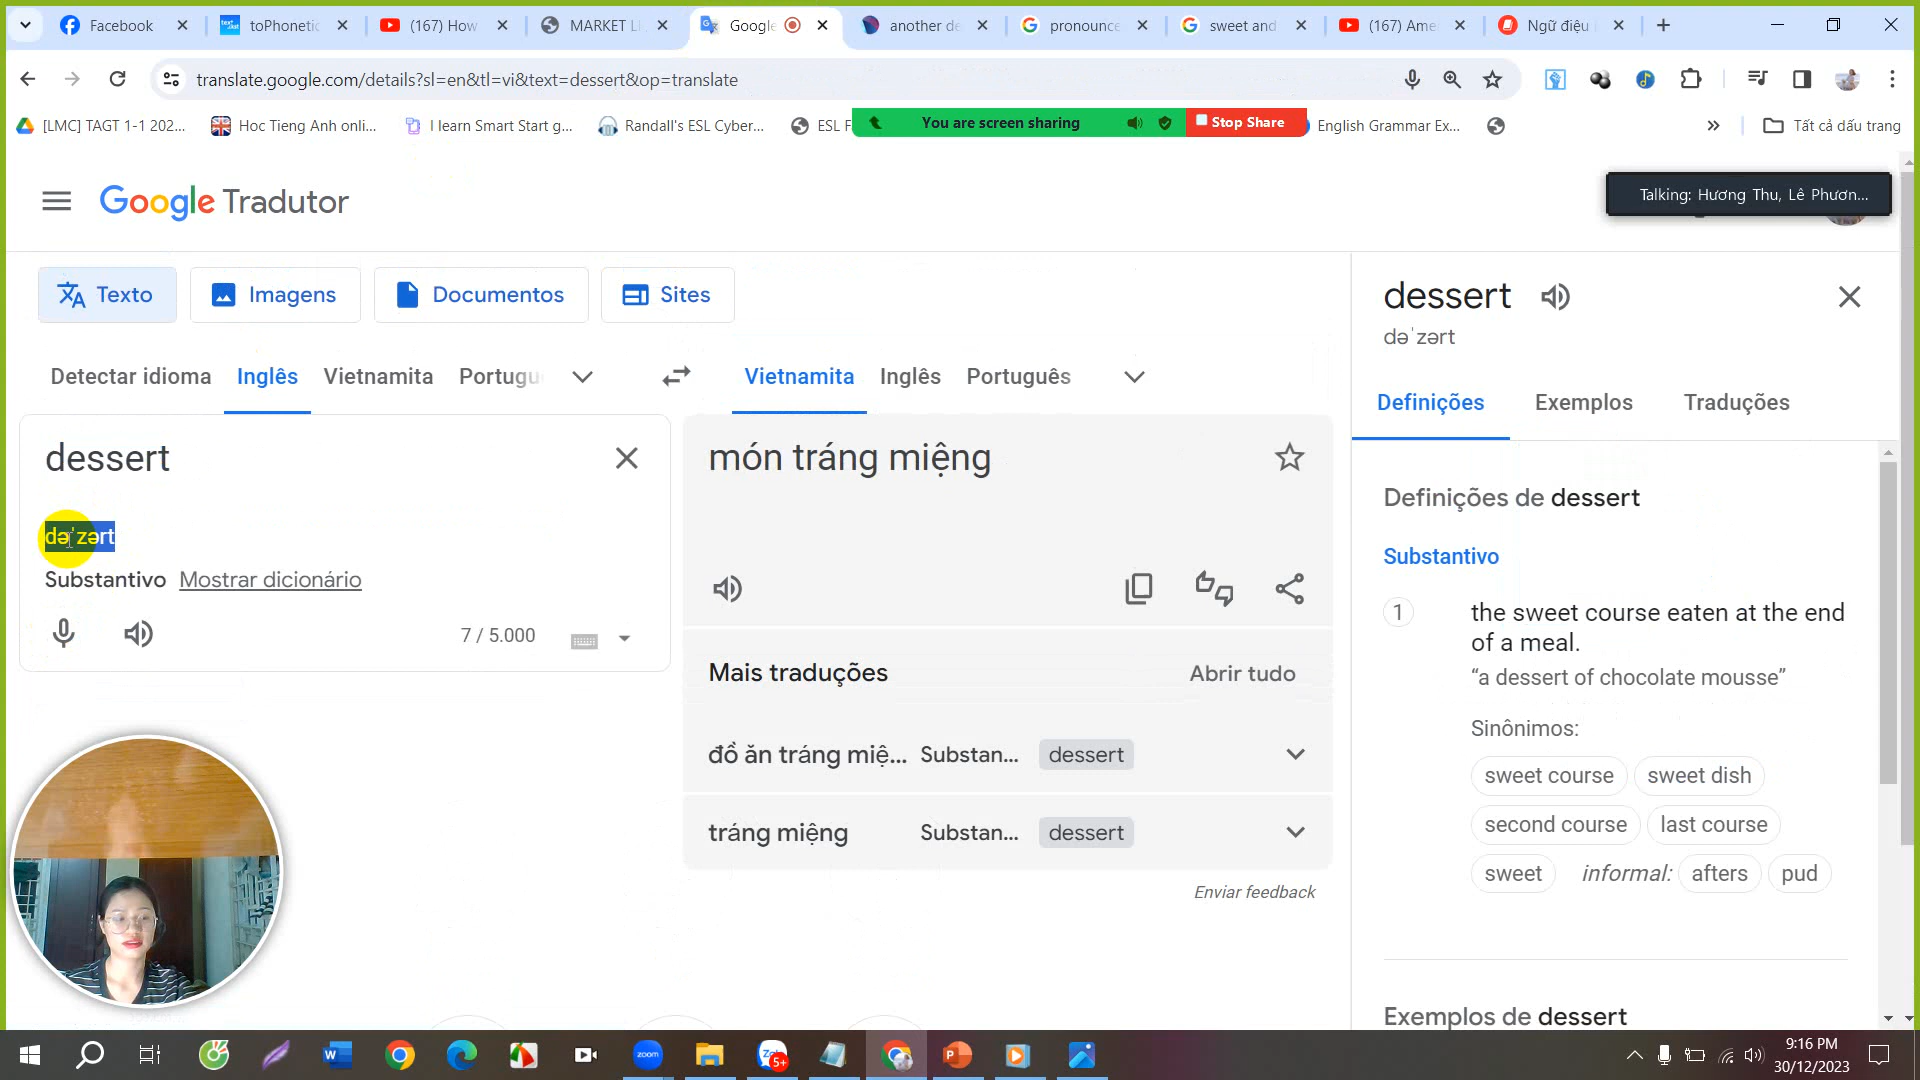 Facebook
toPhonetic
(167) How
MARKET L
Google
another de
pronounce
sweet and
(167) Ame
Ngữ điệu
translate.google.com/details?sl=en&tl=vi&text=dessert&op=translate
[LMC] TAGT 1-1 202...
Hoc Tieng Anh onli...
I learn Smart Start g...
Randall's ESL Cyber...
ESL F
You are screen sharing
Stop Share
English Grammar Ex...
Tất cả dấu trang
Google Tradutor
Talking: Hương Thu, Lê Phươn...
Texto
Imagens
Documentos
Sites
Detectar idioma
Inglês
Vietnamita
Portugu
Vietnamita
Inglês
Português
dessert
dəˈzərt
Substantivo Mostrar dicionário
7 / 5.000
món tráng miệng
Mais traduções
Abrir tudo
đồ ăn tráng miệ... Substan... dessert
tráng miệng Substan... dessert
Enviar feedback
dessert
dəˈzərt
Definições
Exemplos
Traduções
Definições de dessert
Substantivo
1
the sweet course eaten at the end
of a meal.
“a dessert of chocolate mousse”
Sinônimos:
sweet course
sweet dish
second course
last course
sweet
informal:
afters
pud
Exemplos de dessert
zoom
5+
9:16 PM
30/12/2023